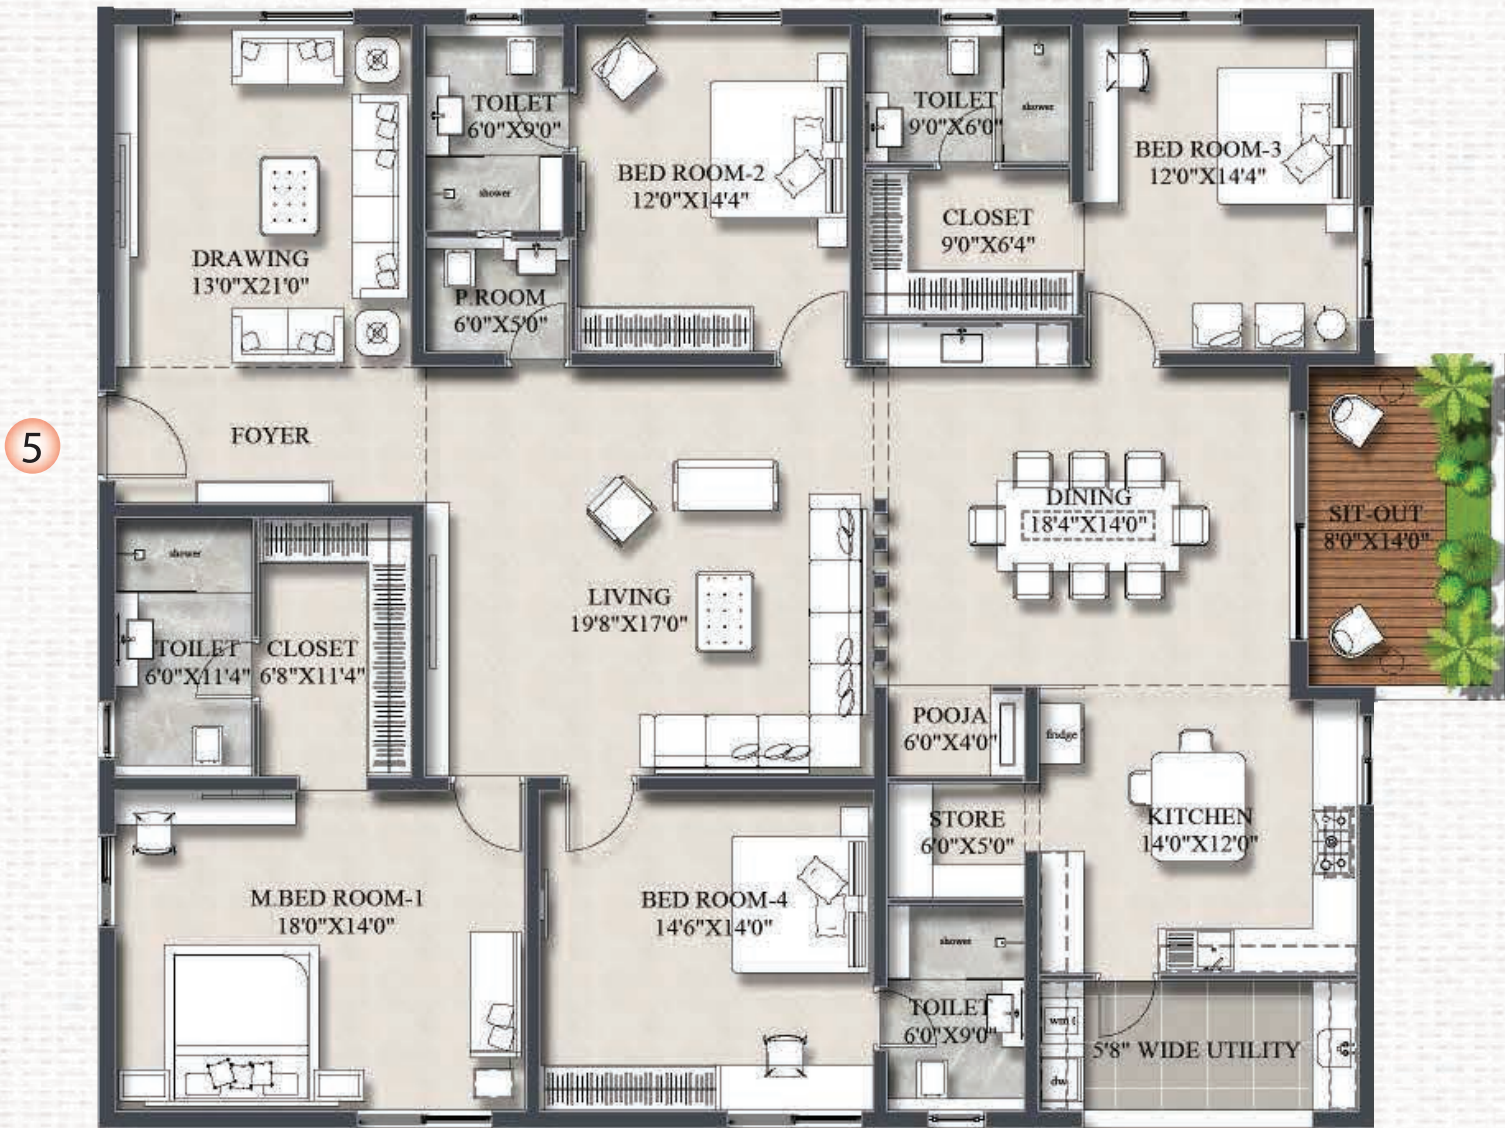 TOILET
6'0"X9'0"
shower
P.ROOM
6'0"X5'0"
DRAWING
13'0"X21'0"
BED ROOM-2
12'0"X14'4"
TOILET
9'0"X6'0"
shower
CLOSET
9'0"X6'4"
BED ROOM-3
12'0"X14'4"
5
FOYER
LIVING
19'8"X17'0"
DINING
18'4"X14'0"
SIT-OUT
8'0"X14'0"
shower
TOILET
6'0"X11'4"
CLOSET
6'8"X11'4"
POOJA
6'0"X4'0"
fridge
STORE
6'0"X5'0"
KITCHEN
14'0"X12'0"
M.BED ROOM-1
18'0"X14'0"
BED ROOM-4
14'6"X14'0"
shower
TOILET
6'0"X9'0"
wm
dw
5'8" WIDE UTILITY